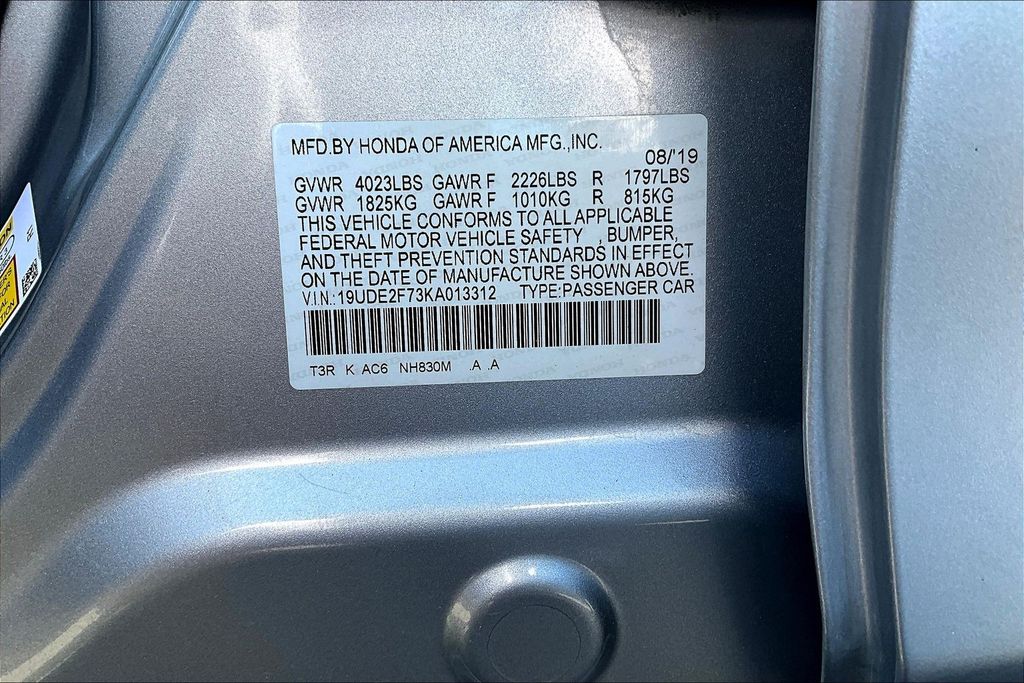 MFD.BY HONDA OF AMERICA MFG.,INC.
08/'19
GVWR 4023LBS GAWR F 2226LBS R 1797LBS
GVWR 1825KG GAWR F 1010KG R 815KG
THIS VEHICLE CONFORMS TO ALL APPLICABLE
FEDERAL MOTOR VEHICLE SAFETY , BUMPER,
AND THEFT PREVENTION STANDARDS IN EFFECT
ON THE DATE OF MANUFACTURE SHOWN ABOVE.
V.I.N.:19UDE2F73KA013312 TYPE:PASSENGER CAR
T3R K AC6 NH830M .A .A